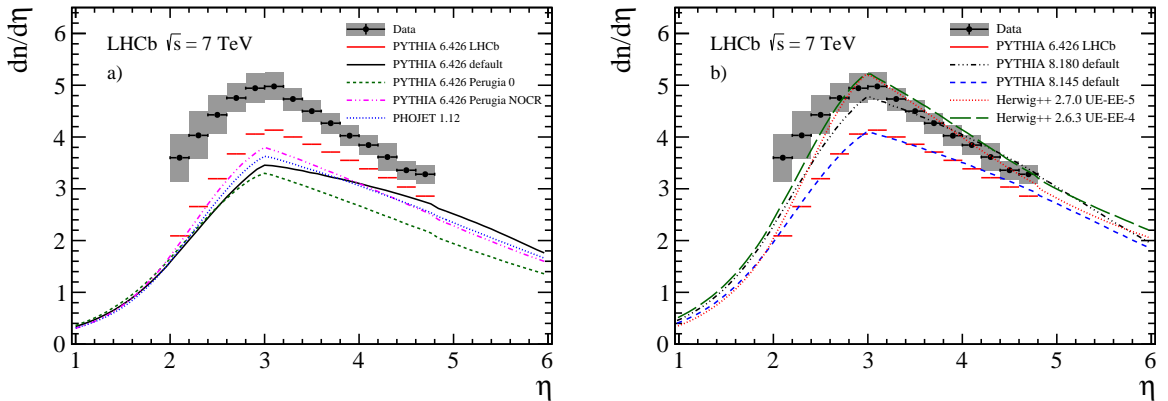 dn/dη
6
5
4
3
2
1
0
LHCb √s = 7 TeV
a)
Data
PYTHIA 6.426 LHCb
PYTHIA 6.426 default
PYTHIA 6.426 Perugia 0
PYTHIA 6.426 Perugia NOCR
PHOJET 1.12
1 2 3 4 5 6
η
dn/dη
6
5
4
3
2
1
0
LHCb √s = 7 TeV
b)
Data
PYTHIA 6.426 LHCb
PYTHIA 8.180 default
PYTHIA 8.145 default
Herwig++ 2.7.0 UE-EE-5
Herwig++ 2.6.3 UE-EE-4
1 2 3 4 5 6
η